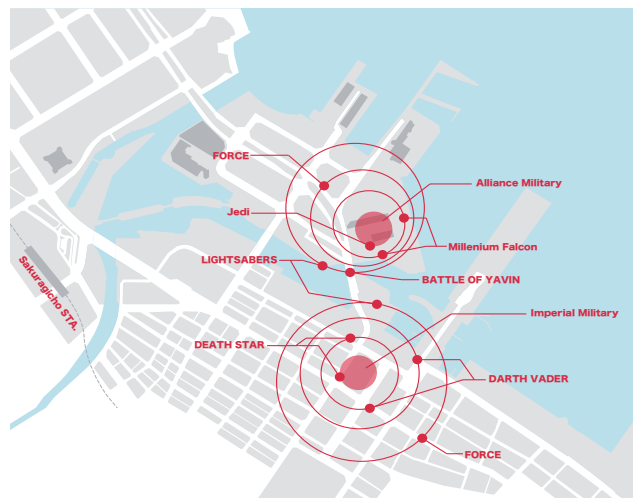 FORCE
Alliance Military
Jedi
Millenium Falcon
LIGHTSABERS
BATTLE OF YAVIN
Sakuragicho STA.
Imperial Military
DEATH STAR
DARTH VADER
FORCE